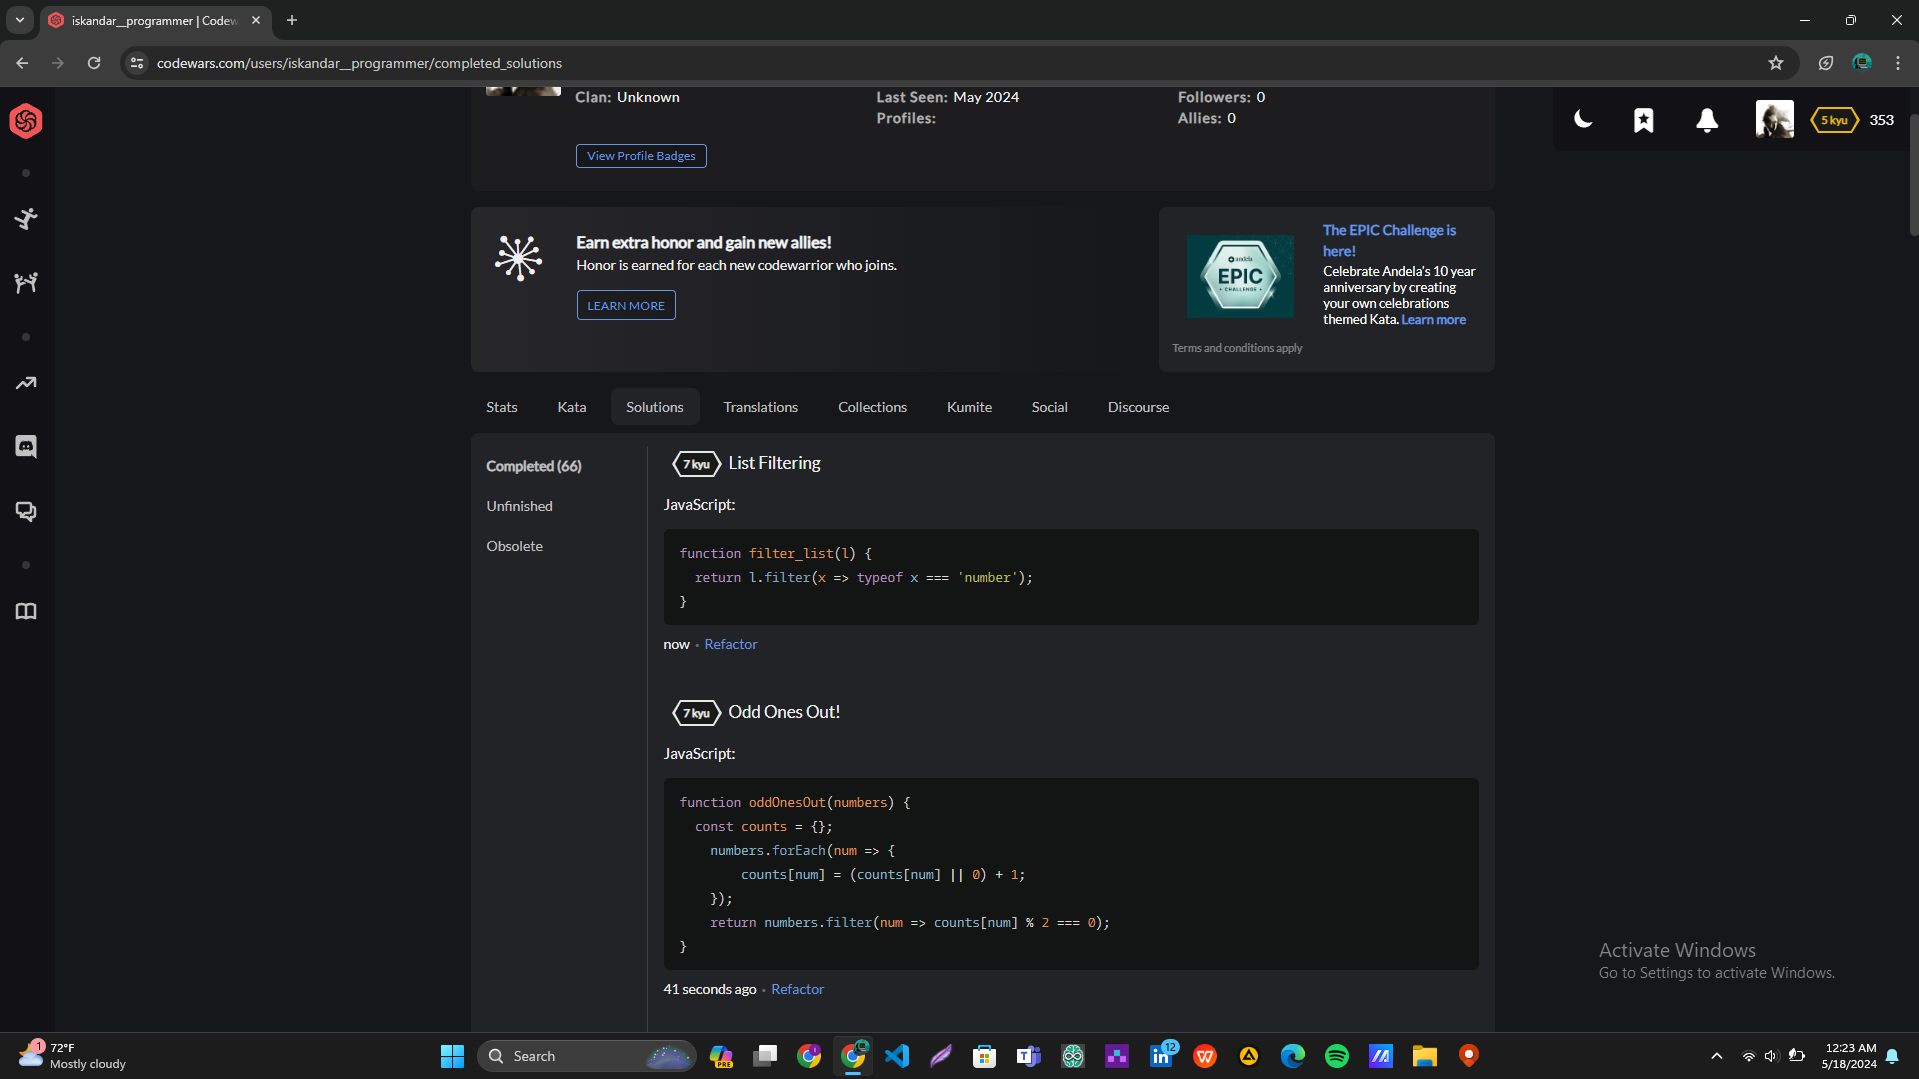 iskandar__programmer | Codew
codewars.com/users/iskandar__programmer/completed_solutions
Clan: Unknown
Last Seen: May 2024
Profiles:
Followers: 0
Allies: 0
View Profile Badges
5 kyu
353
Earn extra honor and gain new allies!
Honor is earned for each new codewarrior who joins.
LEARN MORE
andela
EPIC
CHALLENGE
The EPIC Challenge is
here!
Celebrate Andela's 10 year
anniversary by creating
your own celebrations
themed Kata. Learn more
Terms and conditions apply
Stats
Kata
Solutions
Translations
Collections
Kumite
Social
Discourse
Completed (66)
Unfinished
Obsolete
7 kyu
List Filtering
JavaScript:
function filter_list(l) {
  return l.filter(x => typeof x === 'number');
}
now • Refactor
7 kyu
Odd Ones Out!
JavaScript:
function oddOnesOut(numbers) {
  const counts = {};
    numbers.forEach(num => {
        counts[num] = (counts[num] || 0) + 1;
    });
    return numbers.filter(num => counts[num] % 2 === 0);
}
41 seconds ago • Refactor
Activate Windows
Go to Settings to activate Windows.
1
72°F
Mostly cloudy
Search
PRE
12
12:23 AM
5/18/2024